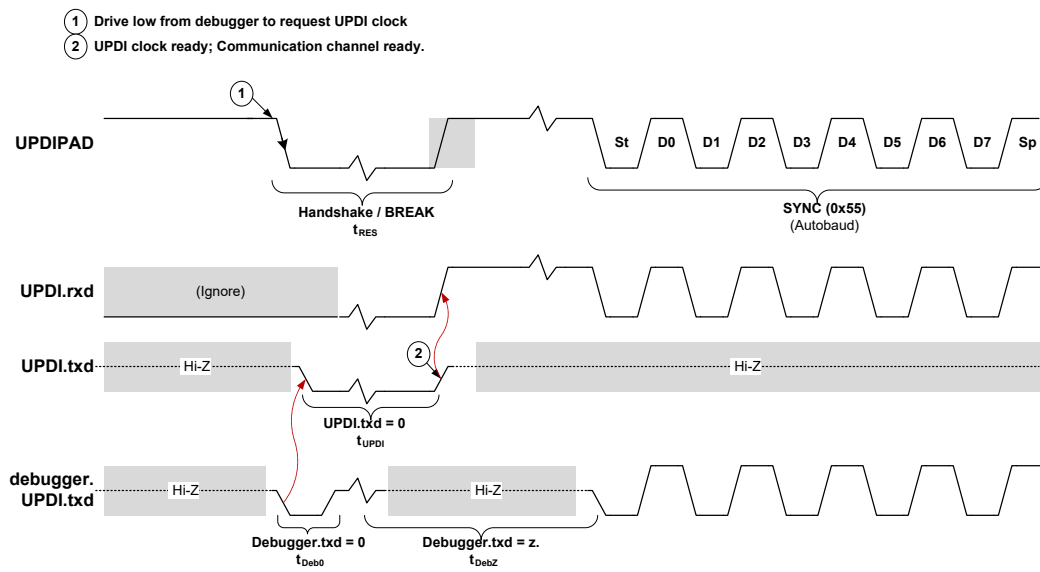 1 Drive low from debugger to request UPDI clock
2 UPDI clock ready; Communication channel ready.
1
UPDIPAD
St D0 D1 D2 D3 D4 D5 D6 D7 Sp
Handshake / BREAK
tRES
SYNC (0x55)
(Autobaud)
UPDI.rxd
(Ignore)
2
UPDI.txd
Hi-Z
Hi-Z
UPDI.txd = 0
tUPDI
debugger.
UPDI.txd
Hi-Z
Hi-Z
Debugger.txd = 0
tDeb0
Debugger.txd = z.
tDebZ